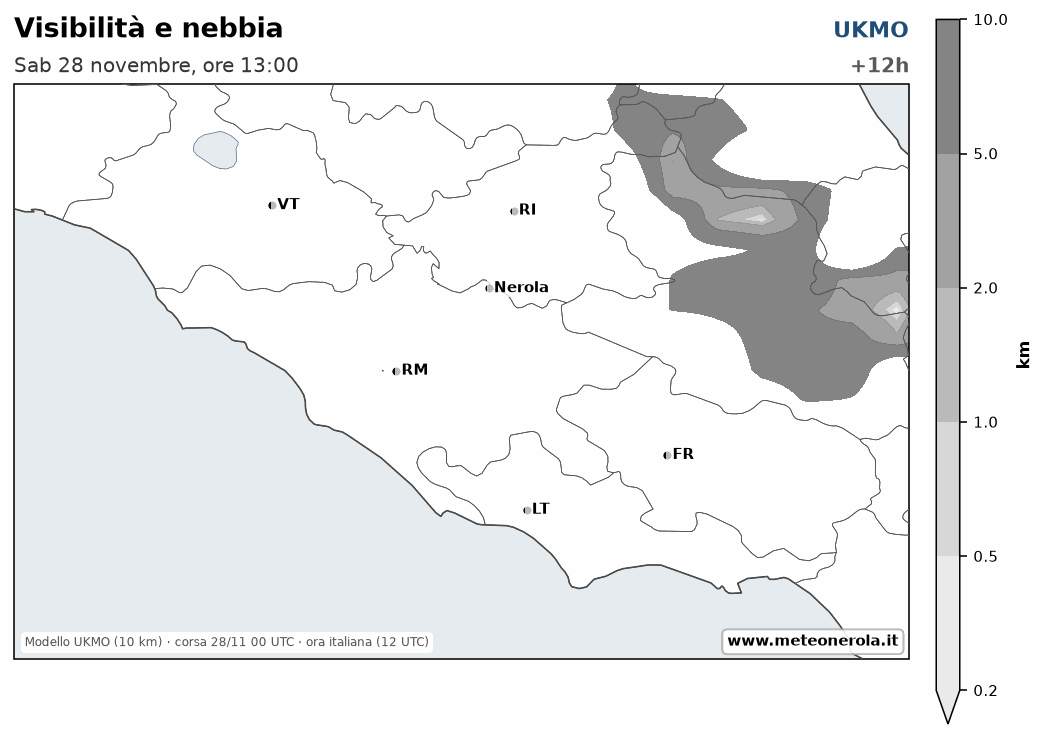 Visibilità e nebbia
UKMO
Sab 28 novembre, ore 13:00
+12h
10.0
5.0
2.0
1.0
0.5
0.2
km
VT
RI
Nerola
RM
FR
LT
Modello UKMO (10 km) · corsa 28/11 00 UTC · ora italiana (12 UTC)
www.meteonerola.it